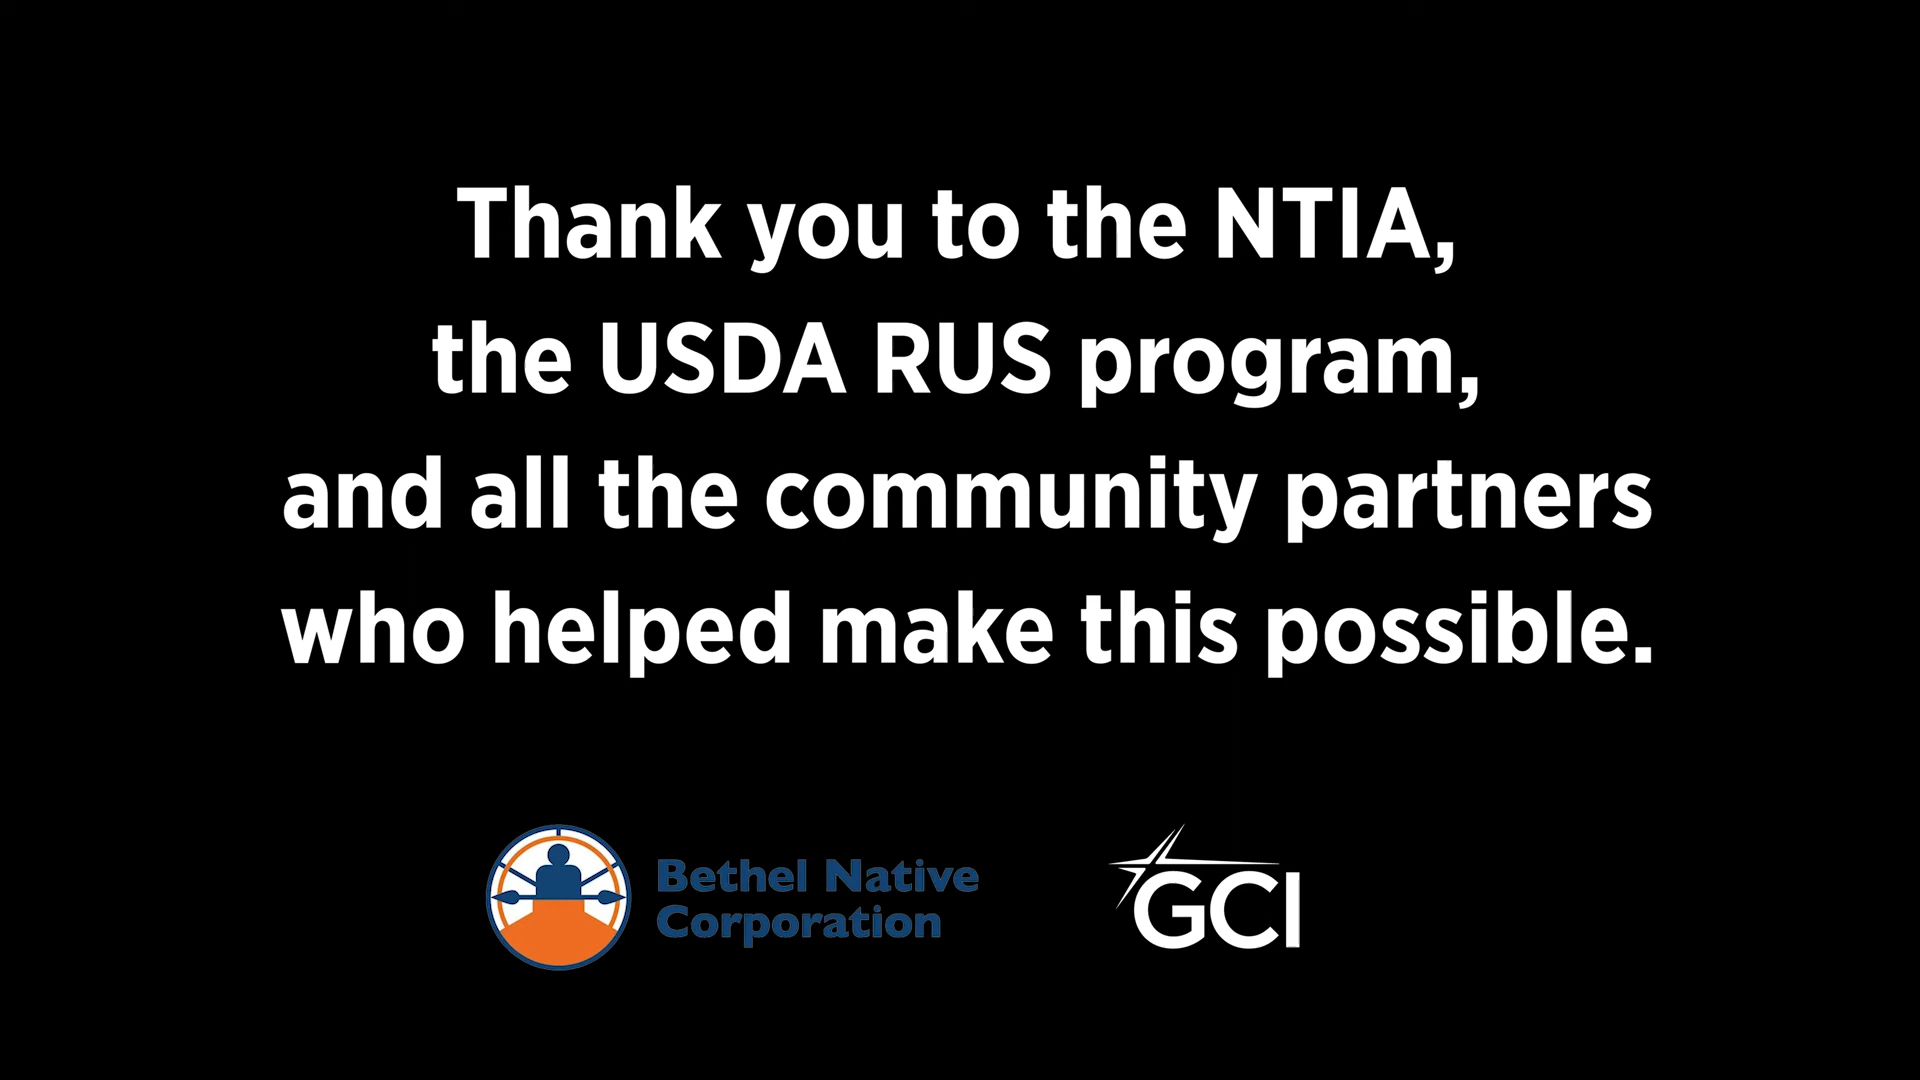 Thank you to the NTIA,
the USDA RUS program,
and all the community partners
who helped make this possible.
Bethel Native
Corporation
GCI